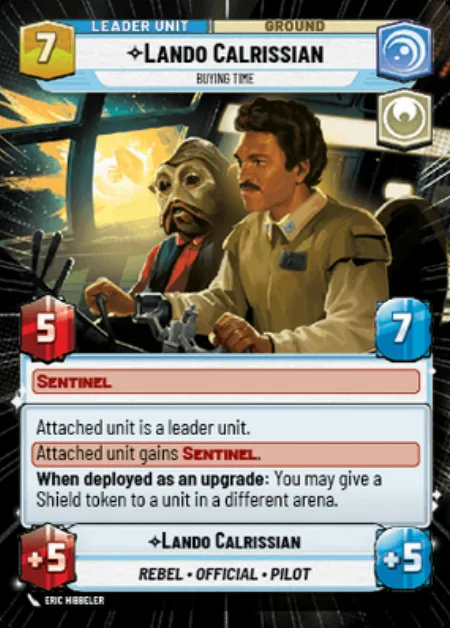 LEADER UNIT
GROUND
7
LANDO CALRISSIAN
BUYING TIME
5
7
SENTINEL
Attached unit is a leader unit.
Attached unit gains SENTINEL.
When deployed as an upgrade: You may give a
Shield token to a unit in a different arena.
+5
LANDO CALRISSIAN
+5
REBEL • OFFICIAL • PILOT
ERIC HIBBELER